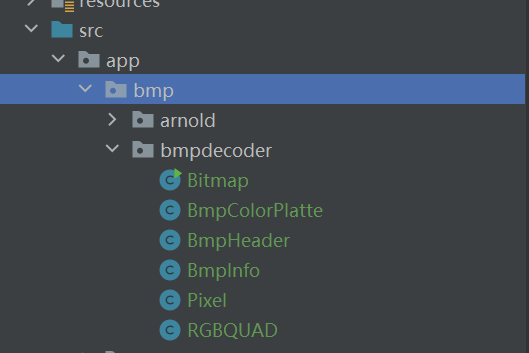 resources
src
app
bmp
arnold
bmpdecoder
Bitmap
BmpColorPlatte
BmpHeader
BmpInfo
Pixel
RGBQUAD